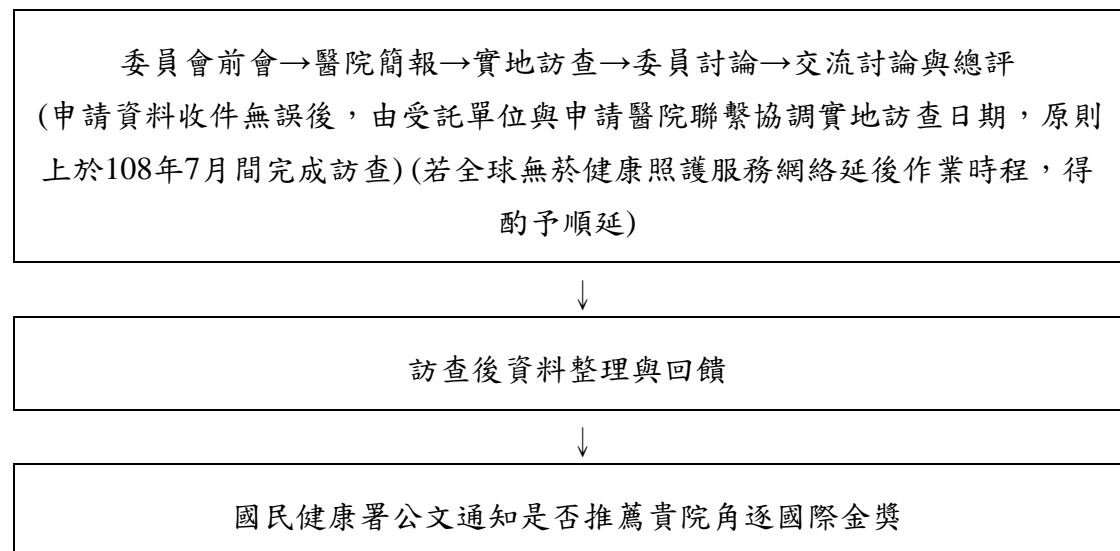 委員會前會→醫院簡報→實地訪查→委員討論→交流討論與總評
(申請資料收件無誤後，由受託單位與申請醫院聯繫協調實地訪查日期，原則
上於108年7月間完成訪查)(若全球無菸健康照護服務網絡延後作業時程，得
酌予順延)
↓
訪查後資料整理與回饋
↓
國民健康署公文通知是否推薦貴院角逐國際金獎